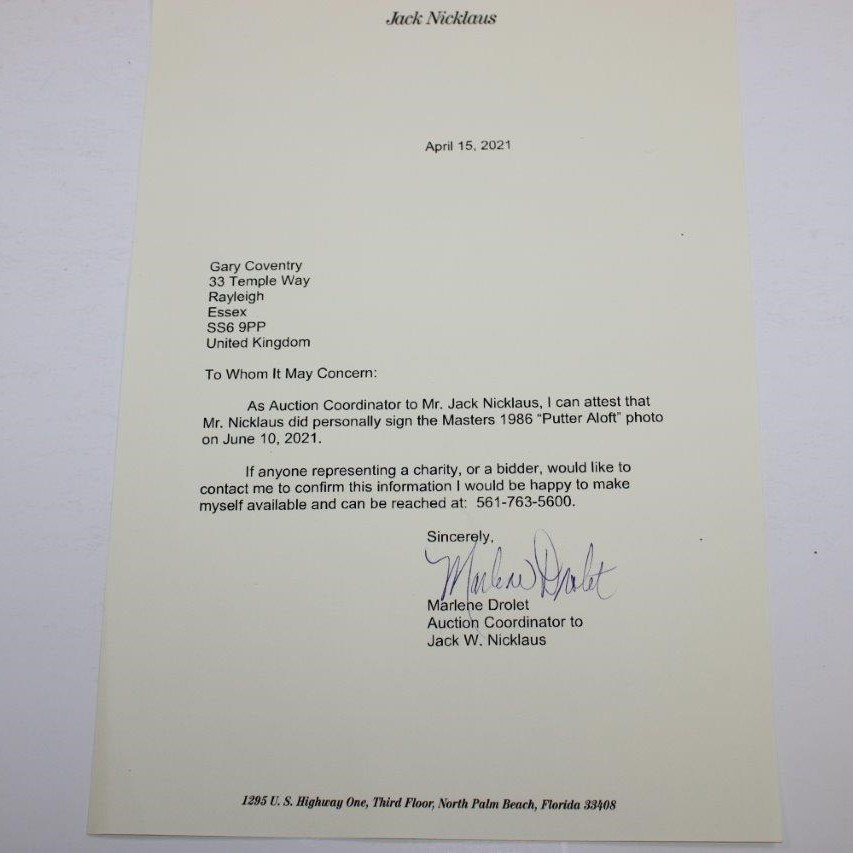 Jack Nicklaus
April 15, 2021
Gary Coventry
33 Temple Way
Rayleigh
Essex
SS6 9PP
United Kingdom
To Whom It May Concern:
As Auction Coordinator to Mr. Jack Nicklaus, I can attest that
Mr. Nicklaus did personally sign the Masters 1986 “Putter Aloft” photo
on June 10, 2021.
If anyone representing a charity, or a bidder, would like to
contact me to confirm this information I would be happy to make
myself available and can be reached at: 561-763-5600.
Sincerely,
Marlene Drolet
Marlene Drolet
Auction Coordinator to
Jack W. Nicklaus
1295 U. S. Highway One, Third Floor, North Palm Beach, Florida 33408